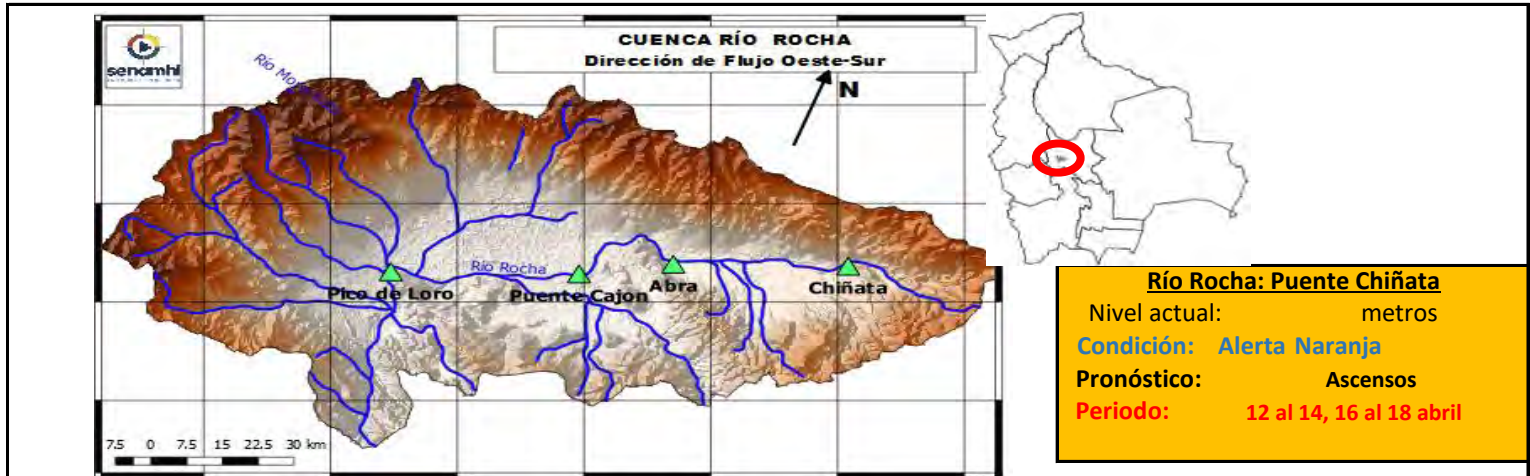 senamhi
CUENCA RÍO ROCHA
Dirección de Flujo Oeste-Sur
N
Río Rocha
Pico de Loro
Puente Cajon
Abra
Chiñata
7.5 0 7.5 15 22.5 30 km
Río Rocha: Puente Chiñata
Nivel actual: metros
Condición: Alerta Naranja
Pronóstico: Ascensos
Periodo: 12 al 14, 16 al 18 abril